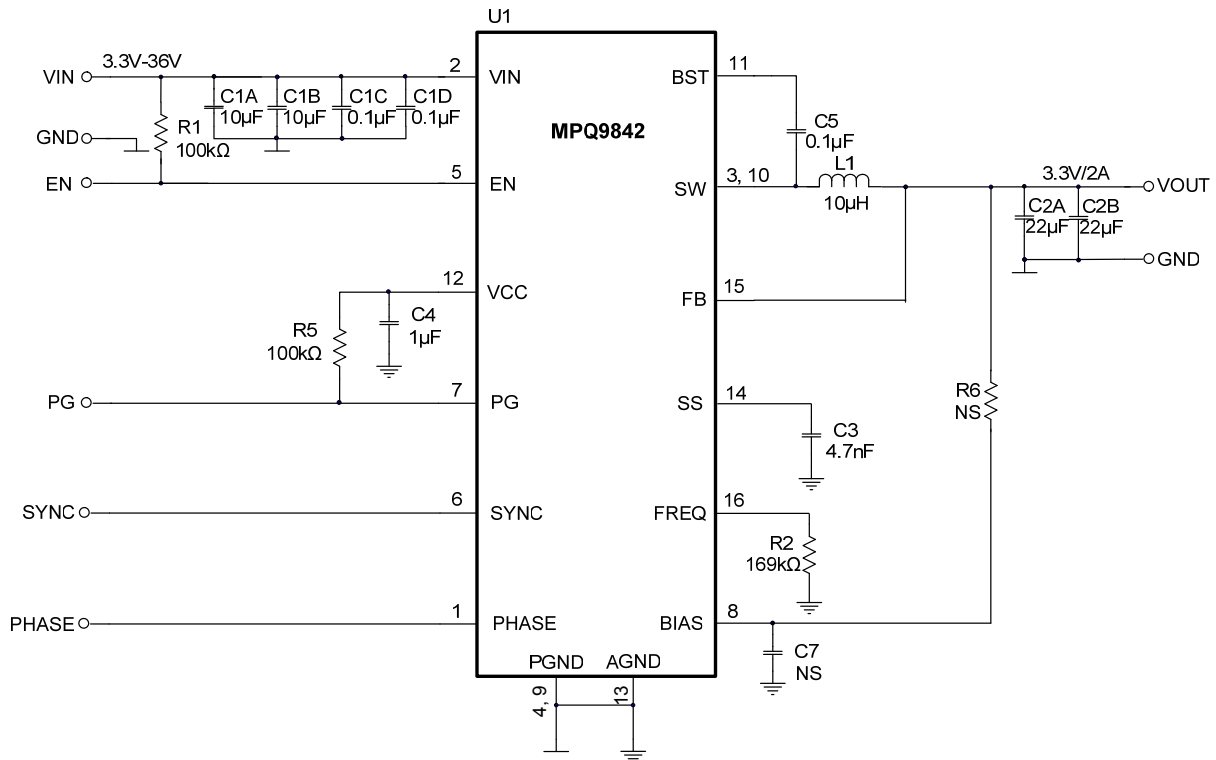 U1
MPQ9842
VIN
3.3V-36V
2
VIN
C1A
10µF
C1B
10µF
C1C
0.1µF
C1D
0.1µF
GND
R1
100kΩ
EN
5
EN
12
VCC
C4
1µF
R5
100kΩ
PG
7
PG
SYNC
6
SYNC
PHASE
1
PHASE
PGND
AGND
4, 9
13
BST
11
C5
0.1µF
SW
3, 10
L1
10µH
3.3V/2A
VOUT
C2A
22µF
C2B
22µF
GND
FB
15
SS
14
C3
4.7nF
R6
NS
FREQ
16
R2
169kΩ
BIAS
8
C7
NS